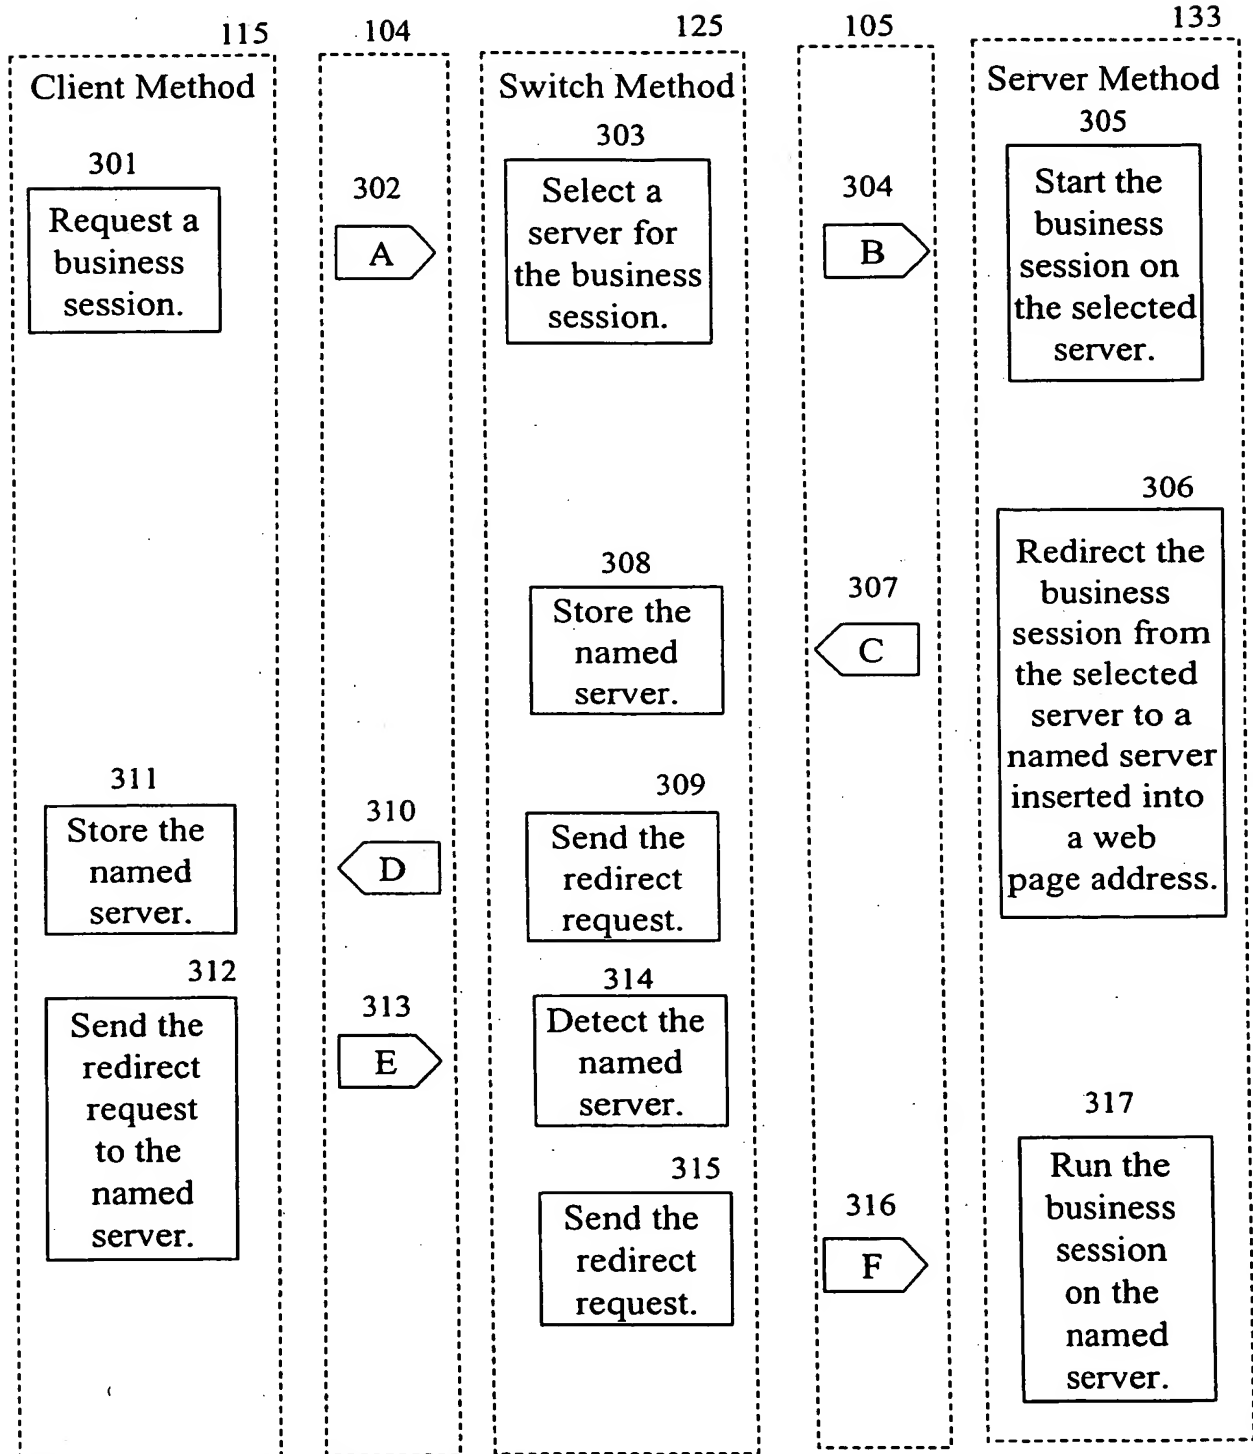 115
104
125
105
133
Client Method
Switch Method
Server Method
301
Request a
business
session.
302
A
303
Select a
server for
the business
session.
304
B
305
Start the
business
session on
the selected
server.
306
Redirect the
business
session from
the selected
server to a
named server
inserted into
a web
page address.
307
C
308
Store the
named
server.
309
Send the
redirect
request.
310
D
311
Store the
named
server.
312
Send the
redirect
request
to the
named
server.
313
E
314
Detect the
named
server.
315
Send the
redirect
request.
316
F
317
Run the
business
session
on the
named
server.